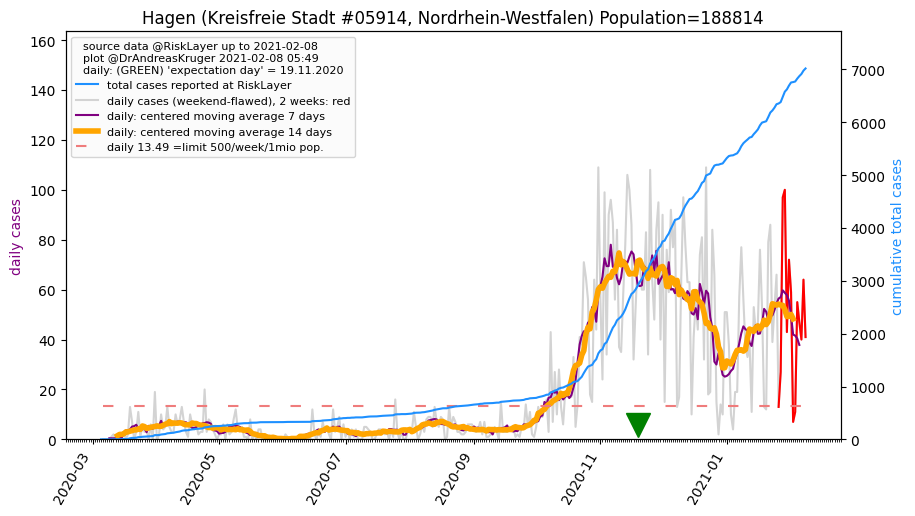 Hagen (Kreisfreie Stadt #05914, Nordrhein-Westfalen) Population=188814
source data @RiskLayer up to 2021-02-08
plot @DrAndreasKruger 2021-02-08 05:49
daily: (GREEN) 'expectation day' = 19.11.2020
total cases reported at RiskLayer
daily cases (weekend-flawed), 2 weeks: red
daily: centered moving average 7 days
daily: centered moving average 14 days
daily 13.49 =limit 500/week/1mio pop.
daily cases
160
140
120
100
80
60
40
20
0
cumulative total cases
7000
6000
5000
4000
3000
2000
1000
0
2020-03
2020-05
2020-07
2020-09
2020-11
2021-01